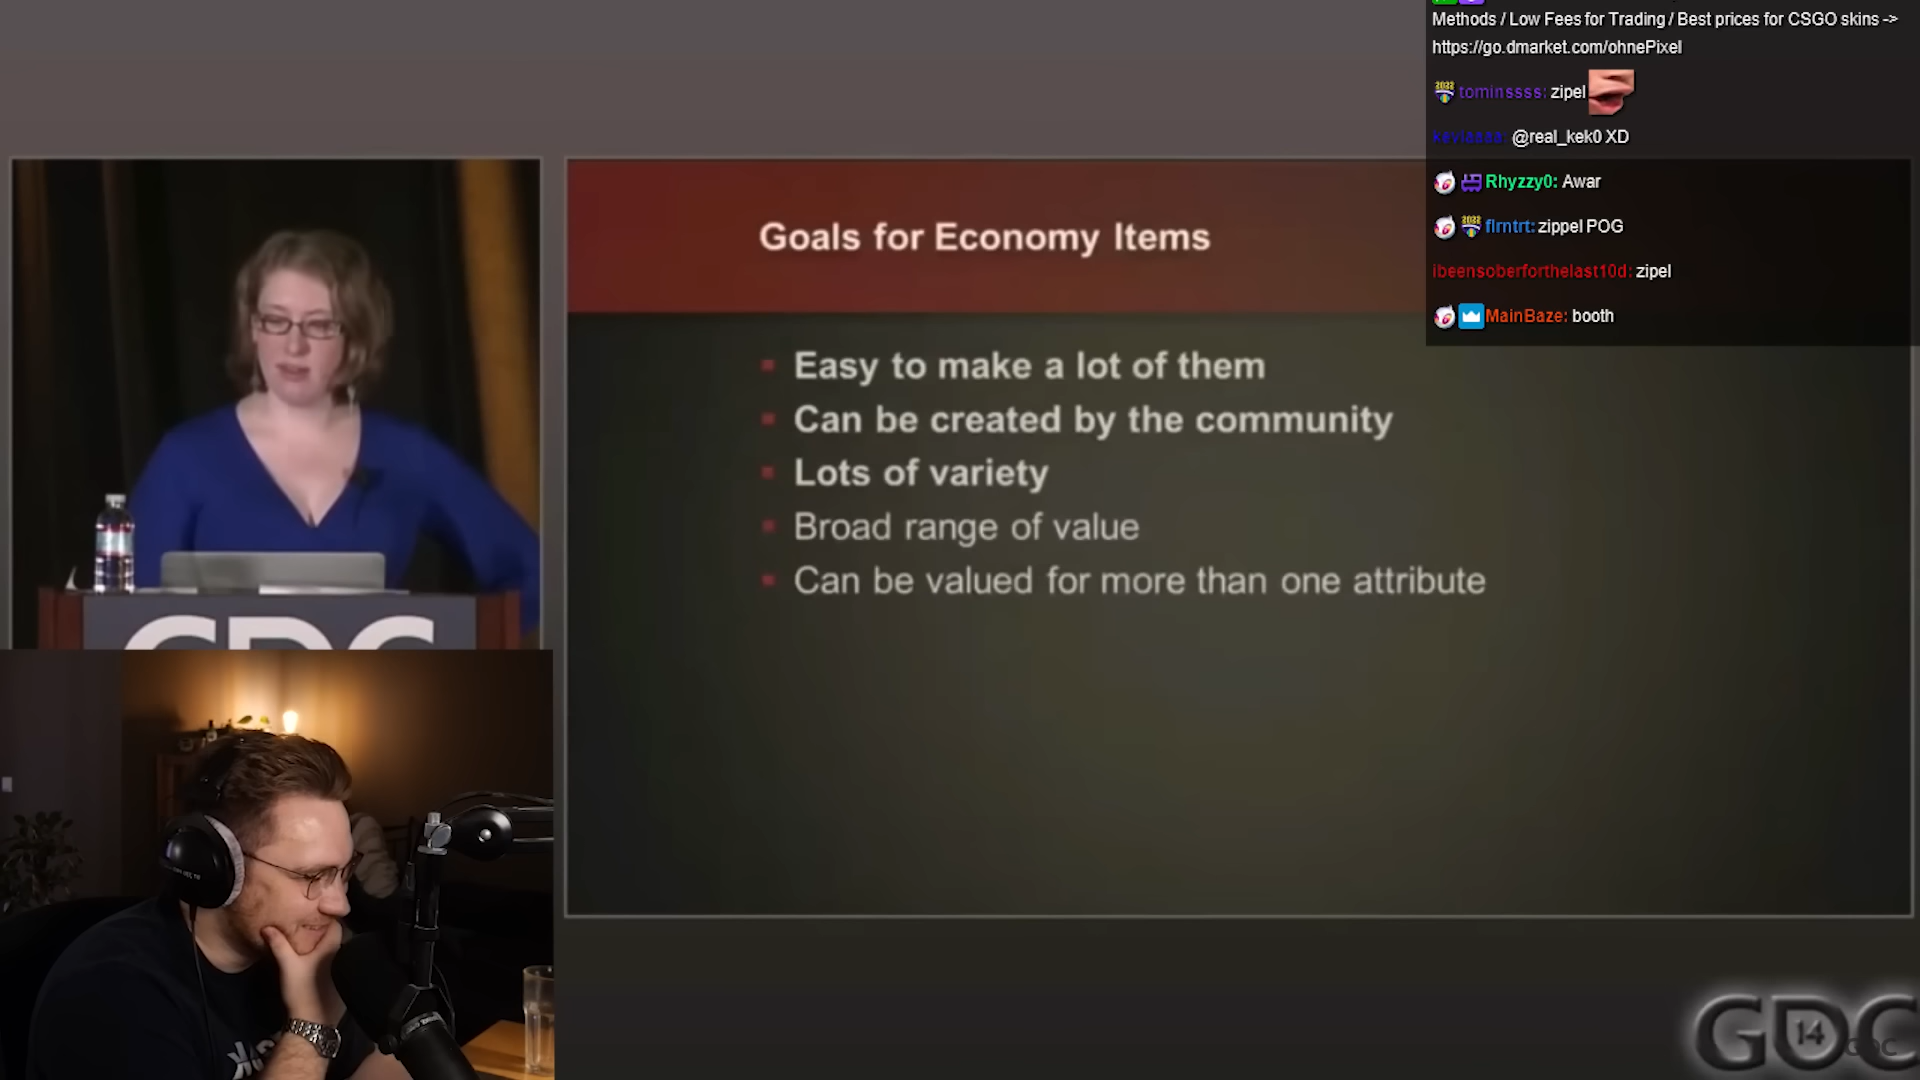 Methods / Low Fees for Trading / Best prices for CSGO skins ->
https://go.dmarket.com/ohnePixel
tominssss: zipel
@real_kek0 XD
Rhyzzy0: Awar
flrntrt: zippel POG
ibeensoberforthelast10d: zipel
MainBaze: booth
Goals for Economy Items
Easy to make a lot of them
Can be created by the community
Lots of variety
Broad range of value
Can be valued for more than one attribute
GDC
GDC
14
GDC